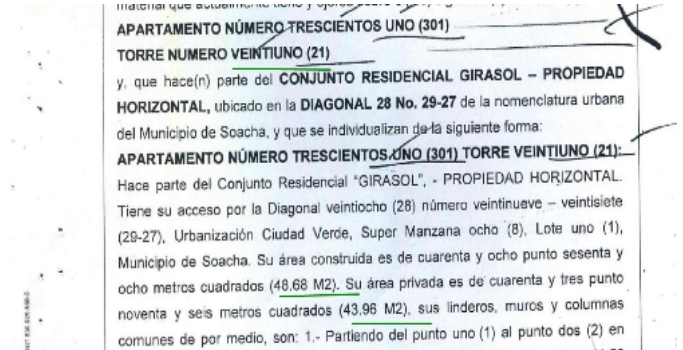 material que actualmente
APARTAMENTO NÚMERO TRESCIENTOS UNO (301)
TORRE NUMERO VEINTIUNO (21)
y, que hace(n) parte del CONJUNTO RESIDENCIAL GIRASOL – PROPIEDAD
HORIZONTAL, ubicado en la DIAGONAL 28 No. 29-27 de la nomenclatura urbana
del Municipio de Soacha, y que se individualizan de la siguiente forma:
APARTAMENTO NÚMERO TRESCIENTOS UNO (301) TORRE VEINTIUNO (21):
Hace parte del Conjunto Residencial "GIRASOL", - PROPIEDAD HORIZONTAL.
Tiene su acceso por la Diagonal veintiocho (28) número veintinueve – veintisiete
(29-27), Urbanización Ciudad Verde, Super Manzana ocho (8), Lote uno (1),
Municipio de Soacha. Su área construida es de cuarenta y ocho punto sesenta y
ocho metros cuadrados (48.68 M2). Su área privada es de cuarenta y tres punto
noventa y seis metros cuadrados (43.96 M2), sus linderos, muros y columnas
comunes de por medio, son: 1.- Partiendo del punto uno (1) al punto dos (2) en